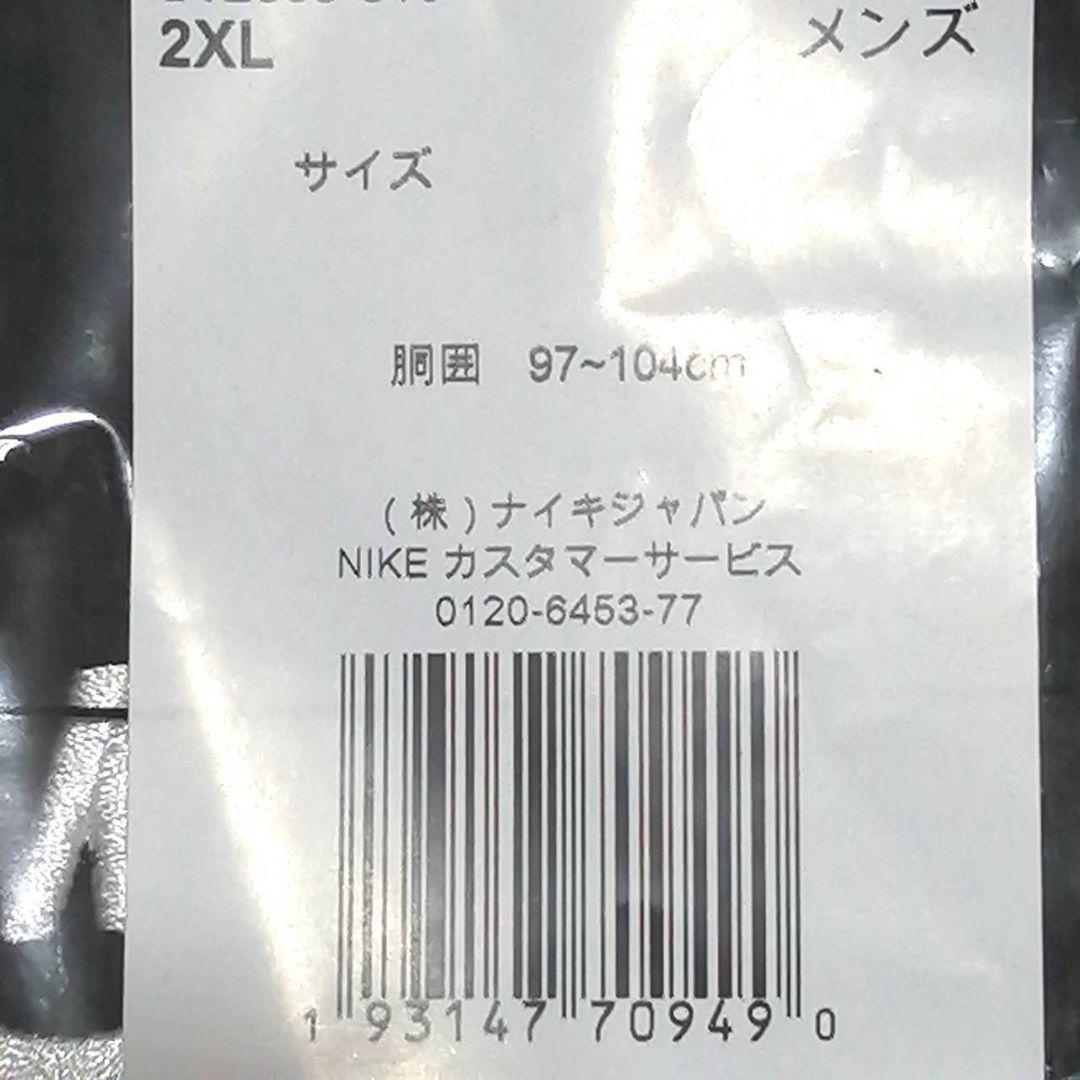 2XL メンズ
サイズ
胴囲 97~104cm
(株)ナイキジャパン
NIKE カスタマーサービス
0120-6453-77
1 93147 70949 0